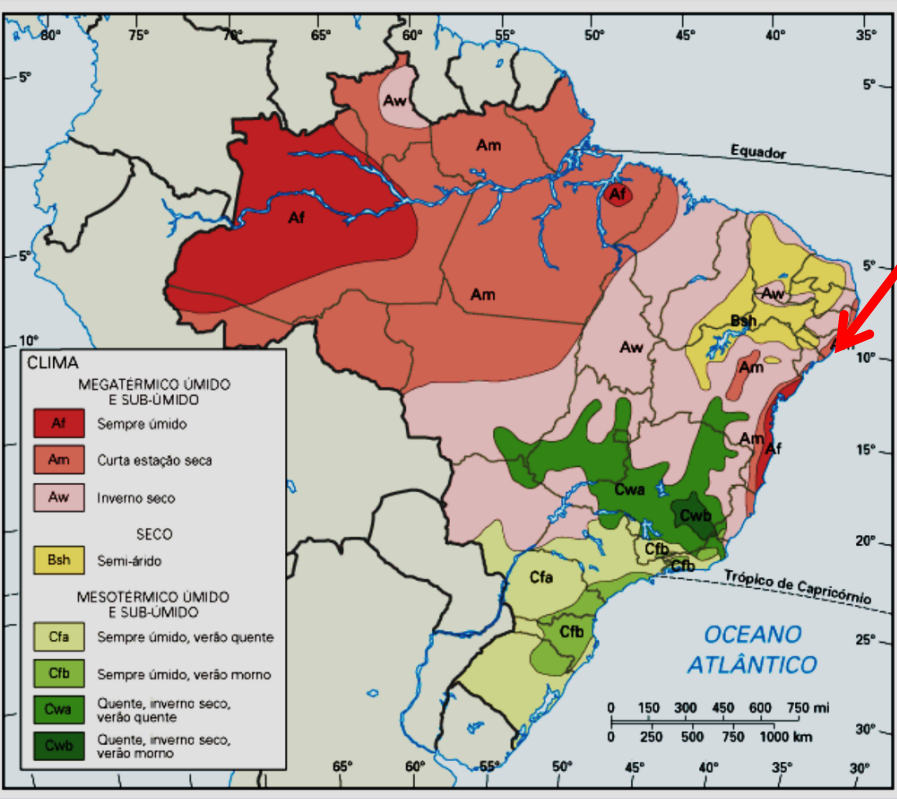 80° 75° 70° 65° 60° 55° 50° 45° 40° 35°
5° 5°
Aw
Am
Equador
Af
Af
5° 5°
Am
Aw
Bsh
10° Aw Am 10°
Am
CLIMA
MEGATÉRMICO ÚMIDO
E SUB-ÚMIDO
Af Sempre úmido
Am Curta estação seca
Aw Inverno seco
SECO
Bsh Semi-árido
MESOTÉRMICO ÚMIDO
E SUB-ÚMIDO
Cfa Sempre úmido, verão quente
Cfb Sempre úmido, verão morno
Cwa Quente, inverno seco,
verão quente
Cwb Quente, inverno seco,
verão morno
Am
Af 15°
Cwa
Cwb
20°
Cfb
Cfb
Cfa
Trópico de Capricórnio
Cfb
25°
OCEANO
ATLÂNTICO
0 150 300 450 600 750 mi
0 250 500 750 1000 km
30°
65° 60° 55° 50° 45° 40° 35° 30°